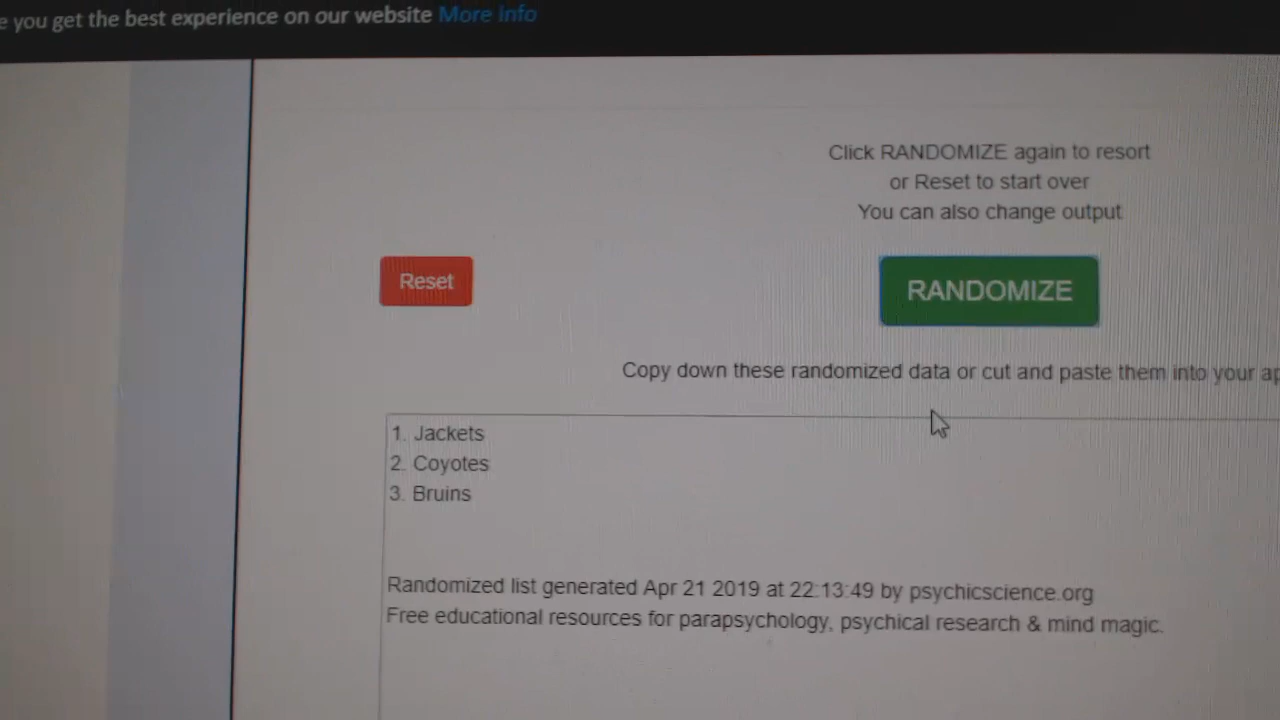 you get the best experience on our website More Info
Click RANDOMIZE again to resort
or Reset to start over
You can also change output
Reset
RANDOMIZE
Copy down these randomized data or cut and paste them into your
1. Jackets
2. Coyotes
3. Bruins
Randomized list generated Apr 21 2019 at 22:13:49 by psychicscience.org
Free educational resources for parapsychology, psychical research & mind magic.